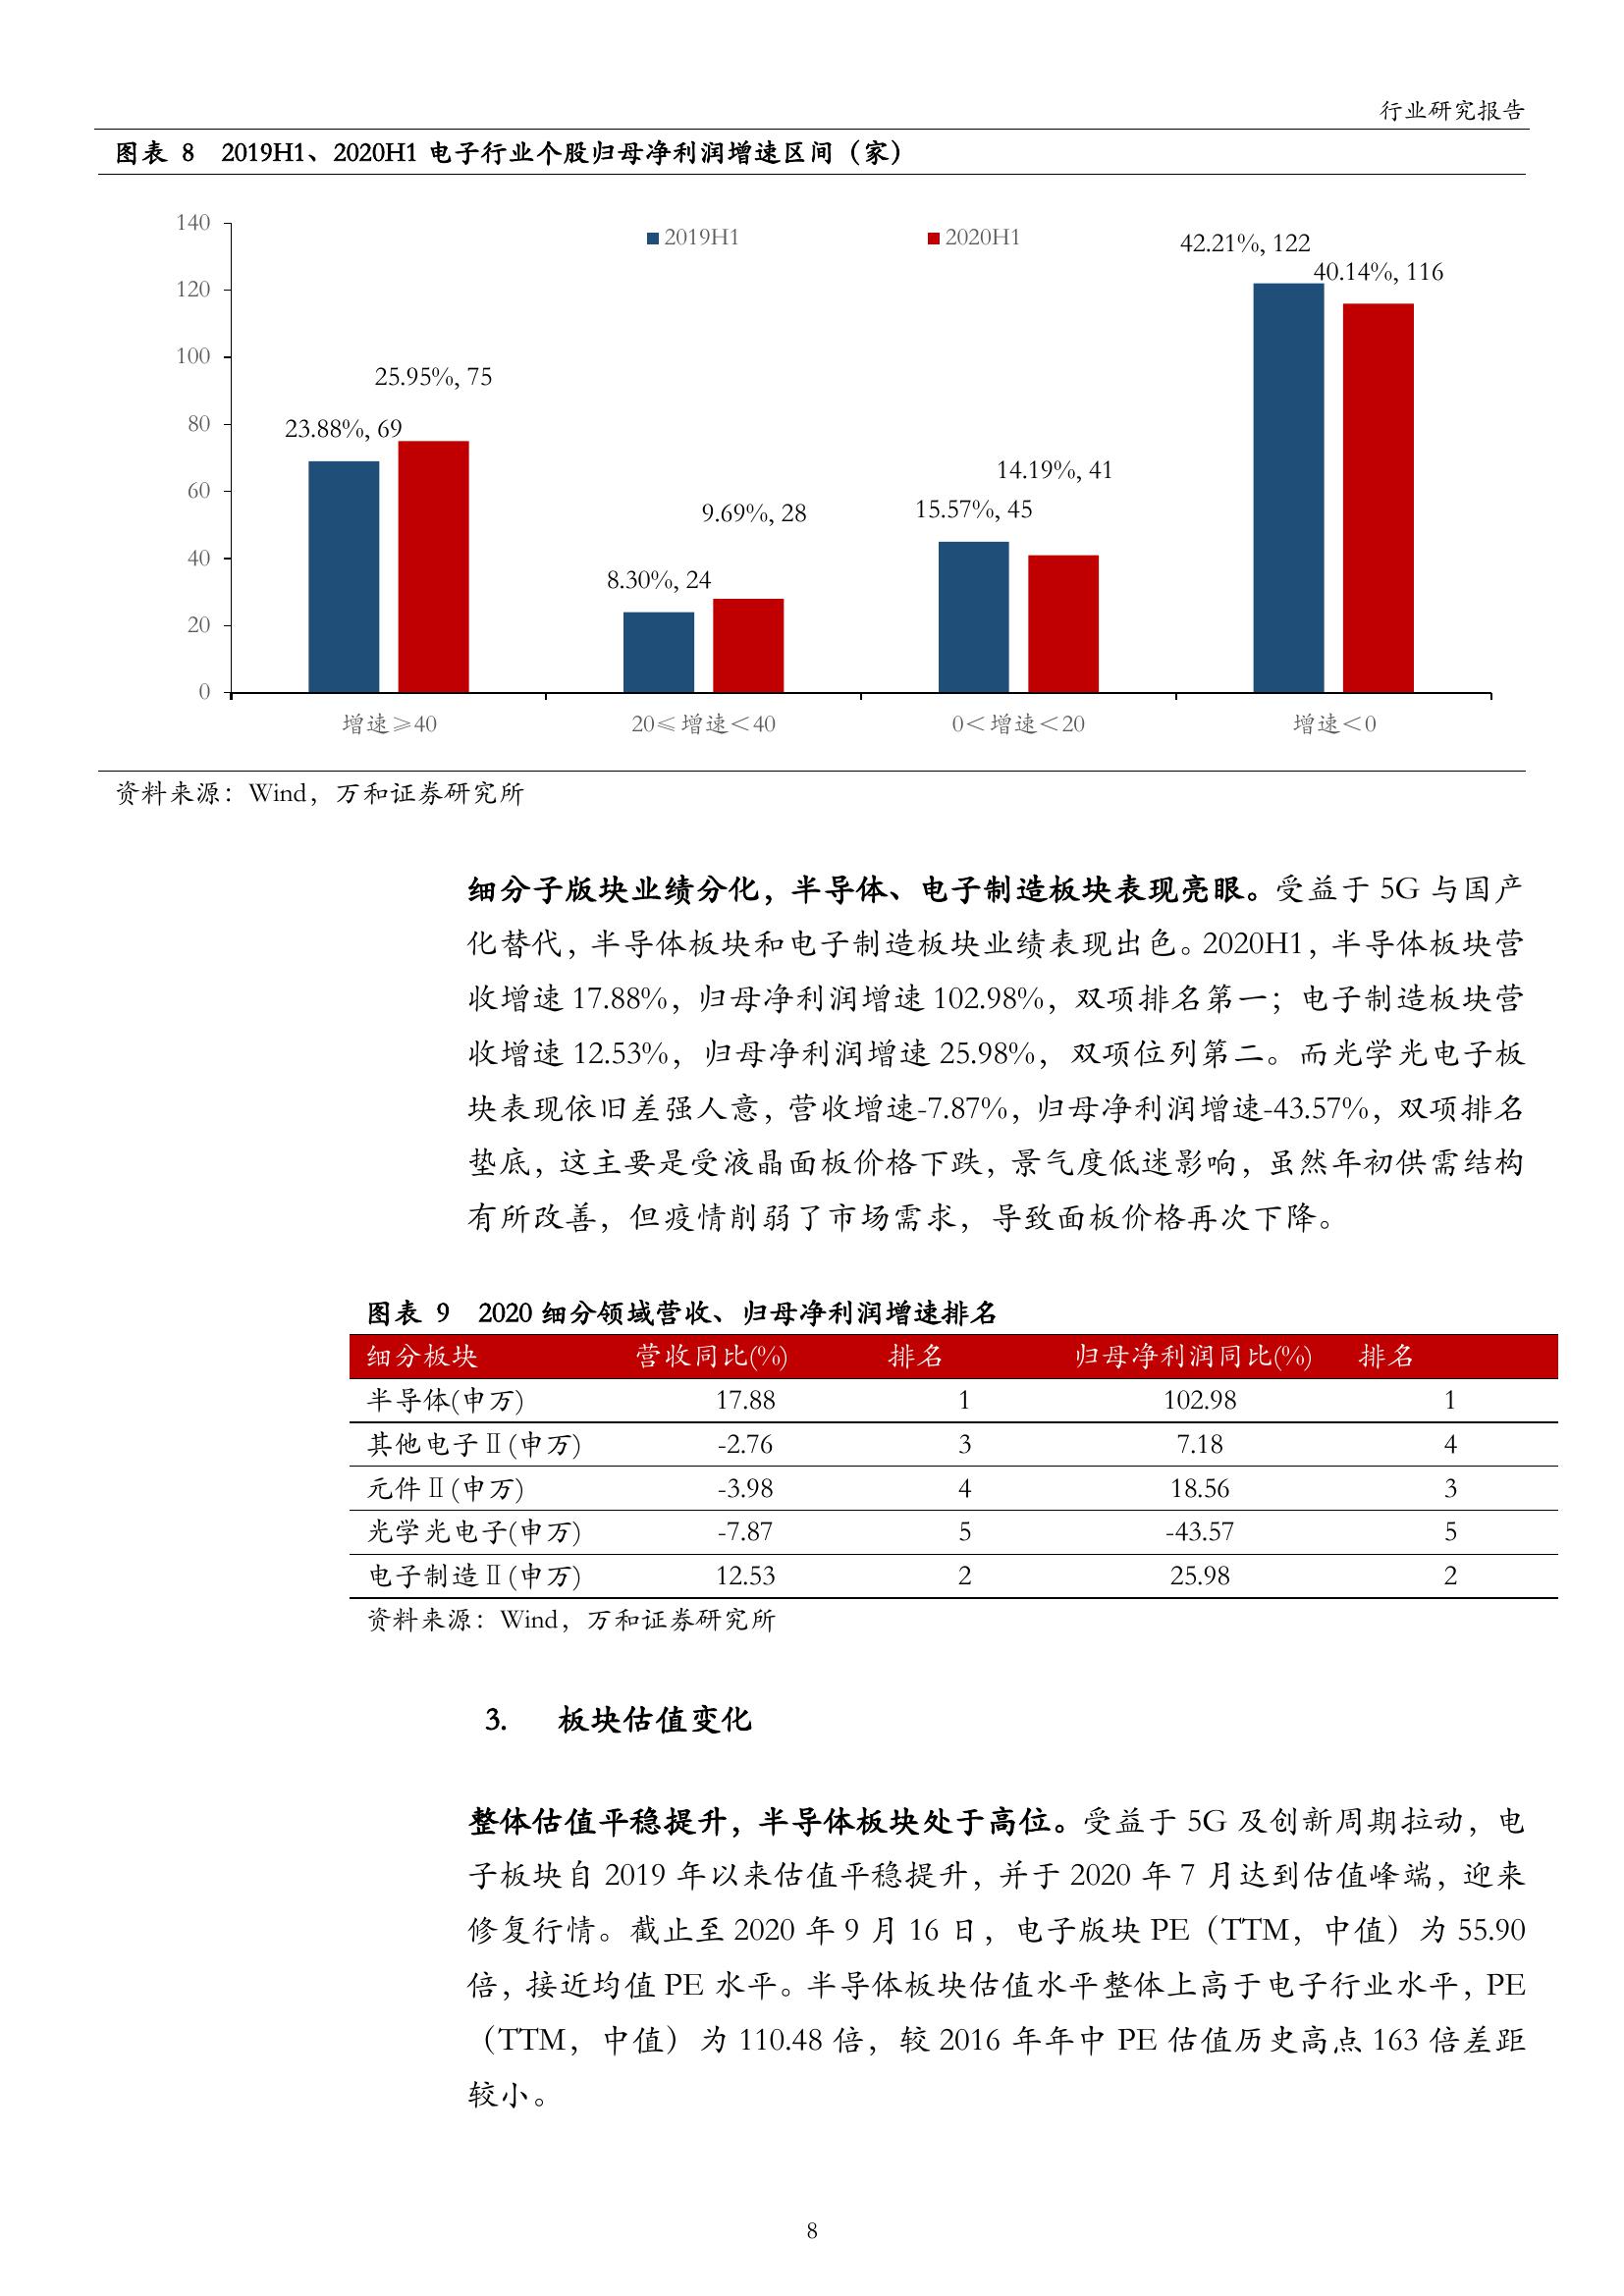 行业研究报告
图表 8 2019H1、2020H1 电子行业个股归母净利润增速区间（家）
140
120
100
80
60
40
20
0
2019H1
2020H1
23.88%, 69
25.95%, 75
8.30%, 24
9.69%, 28
15.57%, 45
14.19%, 41
42.21%, 122
40.14%, 116
增速≥40
20≤增速＜40
0＜增速＜20
增速＜0
资料来源：Wind，万和证券研究所
细分子版块业绩分化，半导体、电子制造板块表现亮眼。受益于 5G 与国产
化替代，半导体板块和电子制造板块业绩表现出色。2020H1，半导体板块营
收增速 17.88%，归母净利润增速 102.98%，双项排名第一；电子制造板块营
收增速 12.53%，归母净利润增速 25.98%，双项位列第二。而光学光电子板
块表现依旧差强人意，营收增速-7.87%，归母净利润增速-43.57%，双项排名
垫底，这主要是受液晶面板价格下跌，景气度低迷影响，虽然年初供需结构
有所改善，但疫情削弱了市场需求，导致面板价格再次下降。
图表 9 2020 细分领域营收、归母净利润增速排名
细分板块 营收同比(%) 排名 归母净利润同比(%) 排名
半导体(申万) 17.88 1 102.98 1
其他电子Ⅱ(申万) -2.76 3 7.18 4
元件Ⅱ(申万) -3.98 4 18.56 3
光学光电子(申万) -7.87 5 -43.57 5
电子制造Ⅱ(申万) 12.53 2 25.98 2
资料来源：Wind，万和证券研究所
3. 板块估值变化
整体估值平稳提升，半导体板块处于高位。受益于 5G 及创新周期拉动，电
子板块自 2019 年以来估值平稳提升，并于 2020 年 7 月达到估值峰端，迎来
修复行情。截止至 2020 年 9 月 16 日，电子版块 PE（TTM，中值）为 55.90
倍，接近均值 PE 水平。半导体板块估值水平整体上高于电子行业水平，PE
（TTM，中值）为 110.48 倍，较 2016 年年中 PE 估值历史高点 163 倍差距
较小。
8